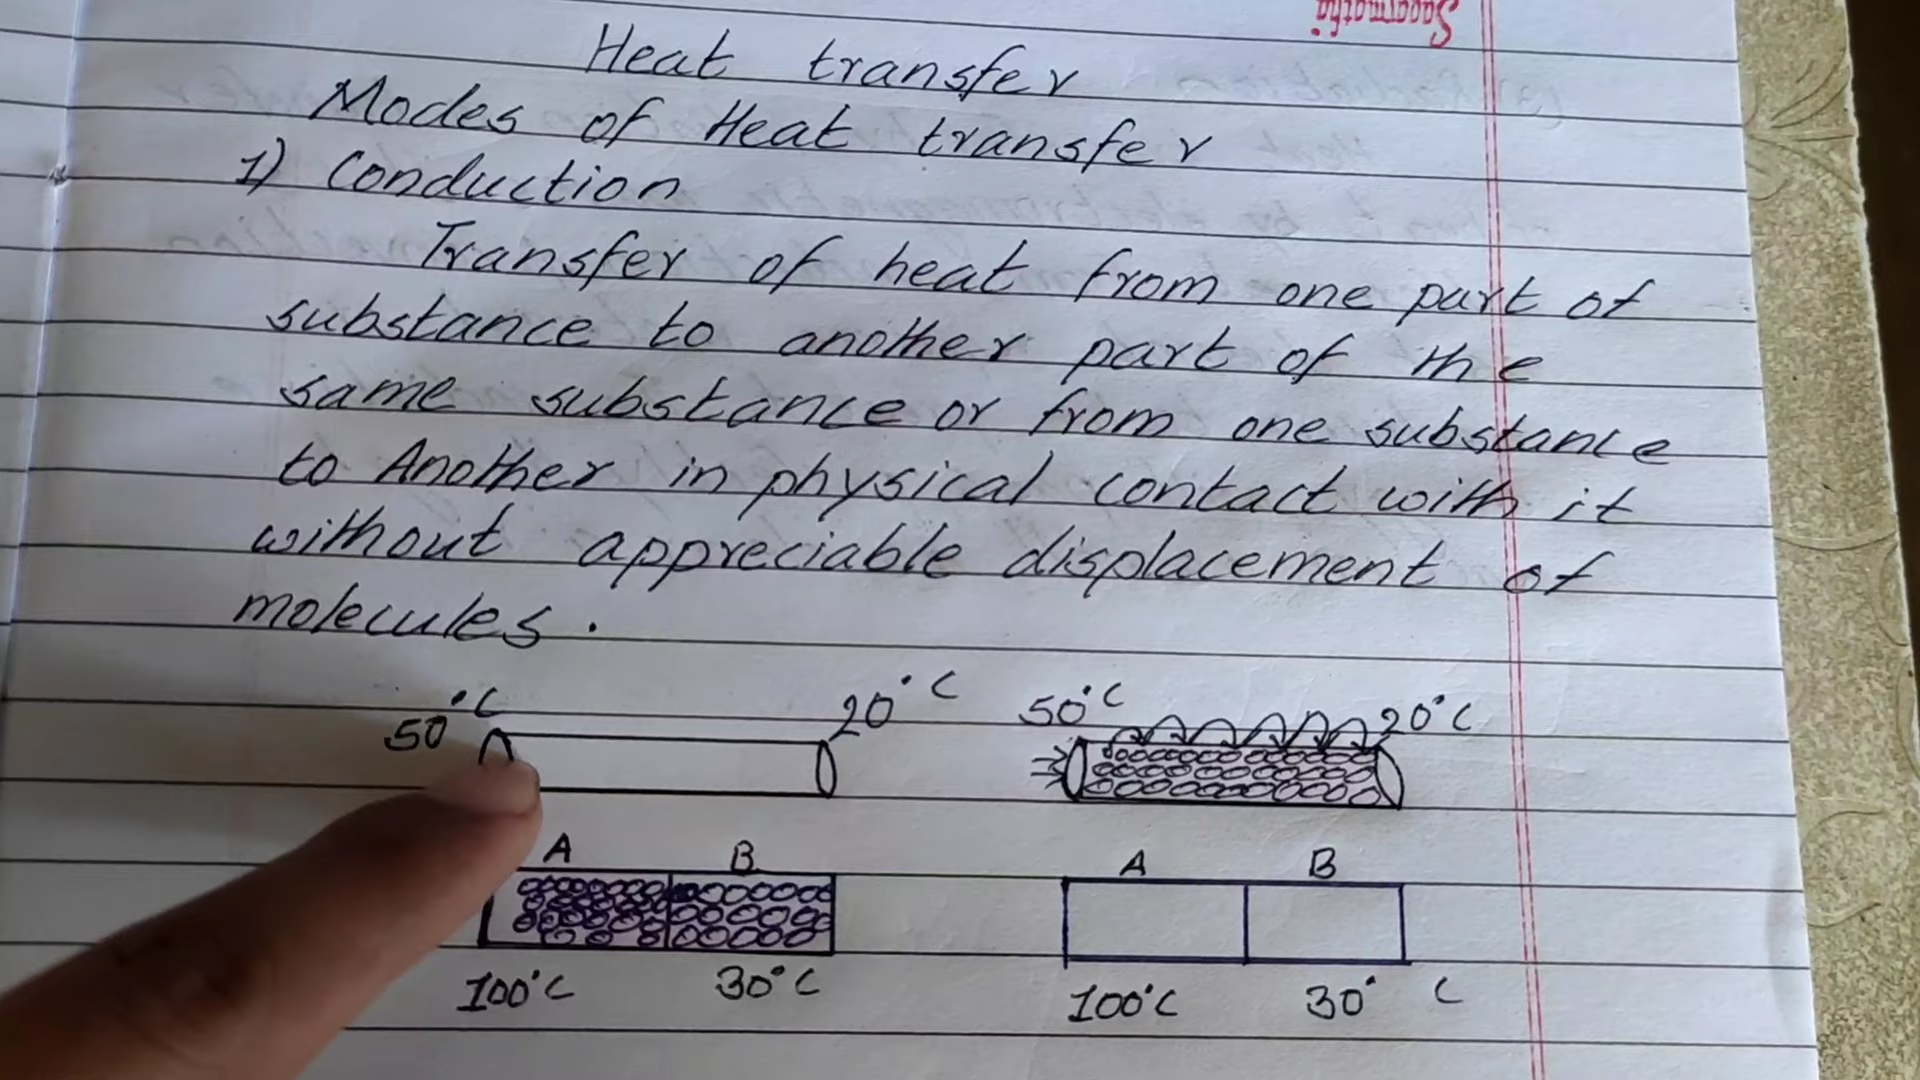 Sagarmatha
Heat transfer
Modes of Heat transfer
1) Conduction
Transfer of heat from one part of
substance to another part of the
same substance or from one substance
to Another in physical contact with it
without appreciable displacement of
molecules.
50°C 20°C 50°C 20°C
A B A B
100°C 30°C 100°C 30° C